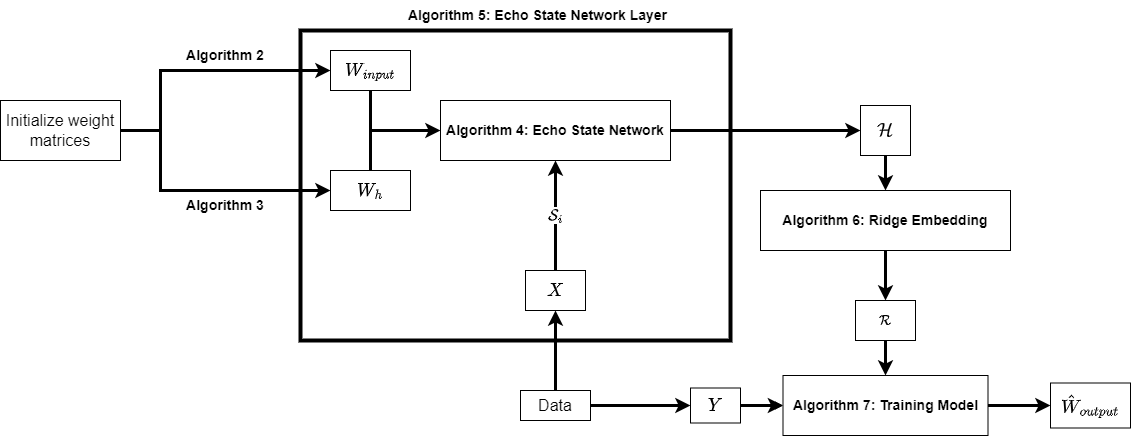 Algorithm 5: Echo State Network Layer
Algorithm 2
$W_{input}$
Initialize weight
matrices
Algorithm 4: Echo State Network
$\mathcal{H}$
Algorithm 3
$W_h$
$\mathcal{S}_i$
Algorithm 6: Ridge Embedding
$X$
$\mathcal{R}$
Data
$Y$
Algorithm 7: Training Model
$\hat{W}_{output}$